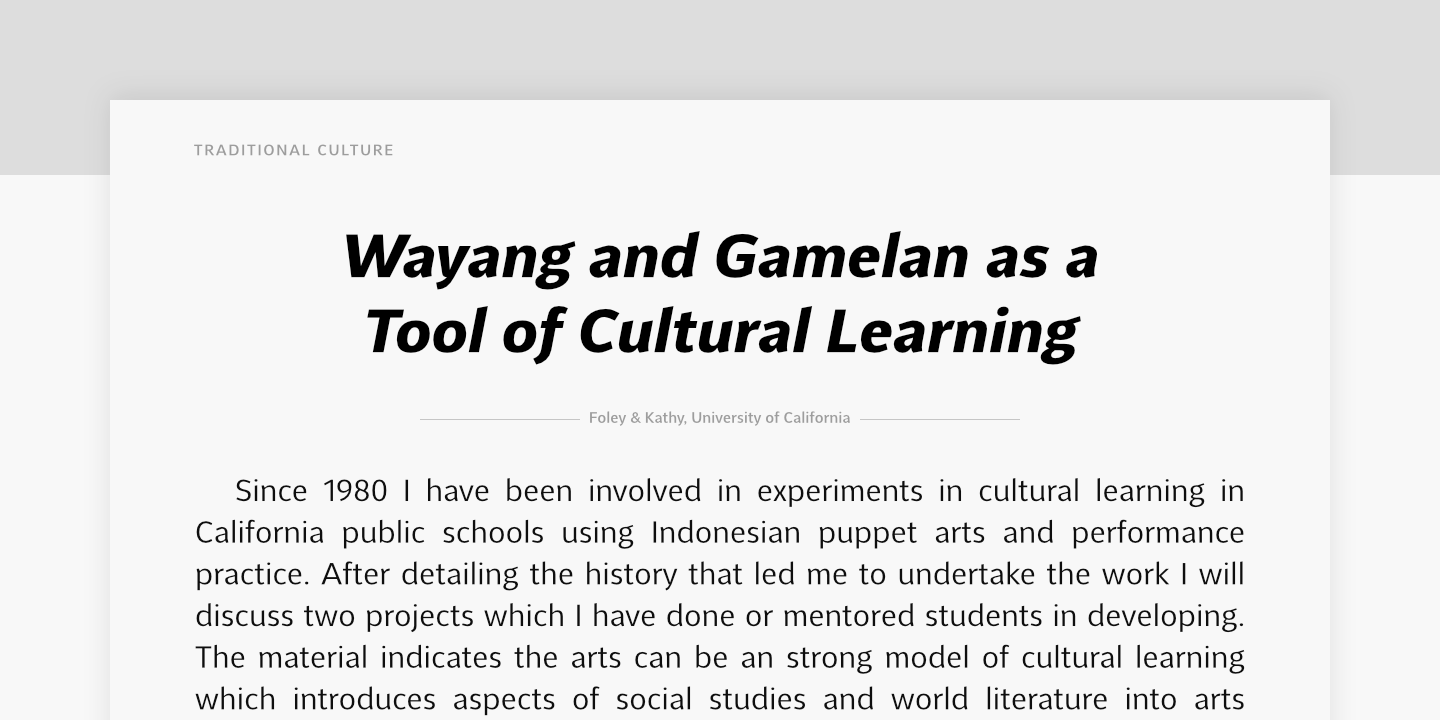 TRADITIONAL CULTURE
Wayang and Gamelan as a
Tool of Cultural Learning
Foley & Kathy, University of California
Since 1980 I have been involved in experiments in cultural learning in
California public schools using Indonesian puppet arts and performance
practice. After detailing the history that led me to undertake the work I will
discuss two projects which I have done or mentored students in developing.
The material indicates the arts can be an strong model of cultural learning
which introduces aspects of social studies and world literature into arts